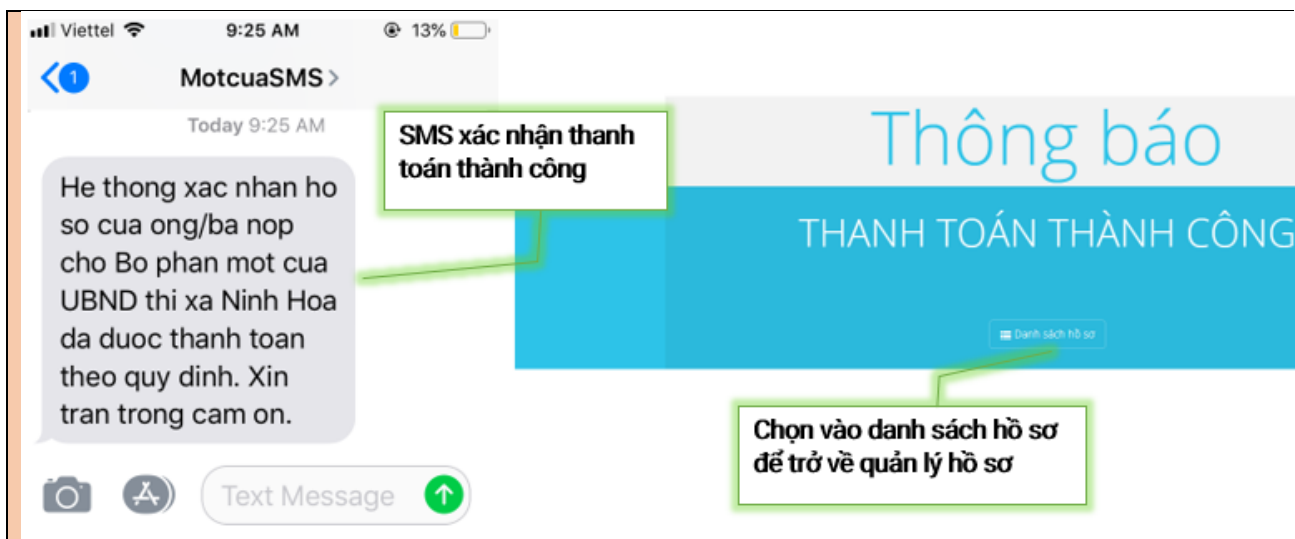 Viettel
9:25 AM
13%
1
MotcuaSMS
Today 9:25 AM
He thong xac nhan ho
so cua ong/ba nop
cho Bo phan mot cua
UBND thi xa Ninh Hoa
da duoc thanh toan
theo quy dinh. Xin
tran trong cam on.
Text Message
SMS xác nhận thanh
toán thành công
Thông báo
THANH TOÁN THÀNH CÔNG
Danh sách hồ sơ
Chọn vào danh sách hồ sơ
để trở về quản lý hồ sơ